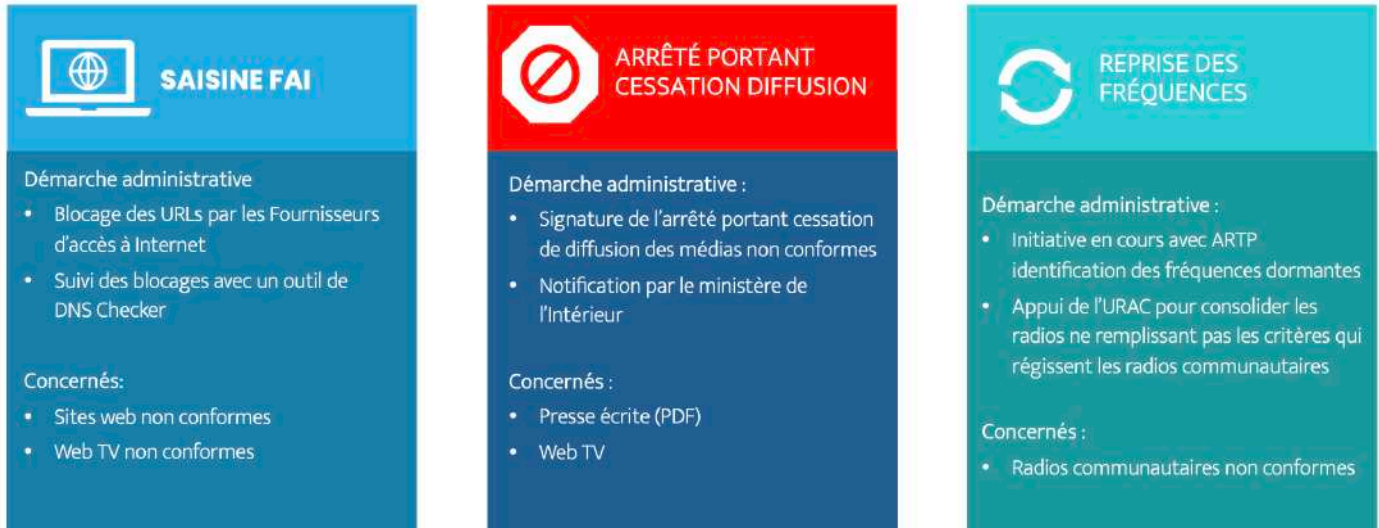 SAISINE FAI
Démarche administrative
• Blocage des URLs par les Fournisseurs
d'accès à Internet
• Suivi des blocages avec un outil de
DNS Checker
Concernés:
• Sites web non conformes
• Web TV non conformes
ARRÊTÉ PORTANT
CESSATION DIFFUSION
Démarche administrative :
• Signature de l'arrêté portant cessation
de diffusion des médias non conformes
• Notification par le ministère de
l'Intérieur
Concernés :
• Presse écrite (PDF)
• Web TV
REPRISE DES
FRÉQUENCES
Démarche administrative :
• Initiative en cours avec ARTP
identification des fréquences dormantes
• Appui de l'URAC pour consolider les
radios ne remplissant pas les critères qui
régissent les radios communautaires
Concernés :
• Radios communautaires non conformes